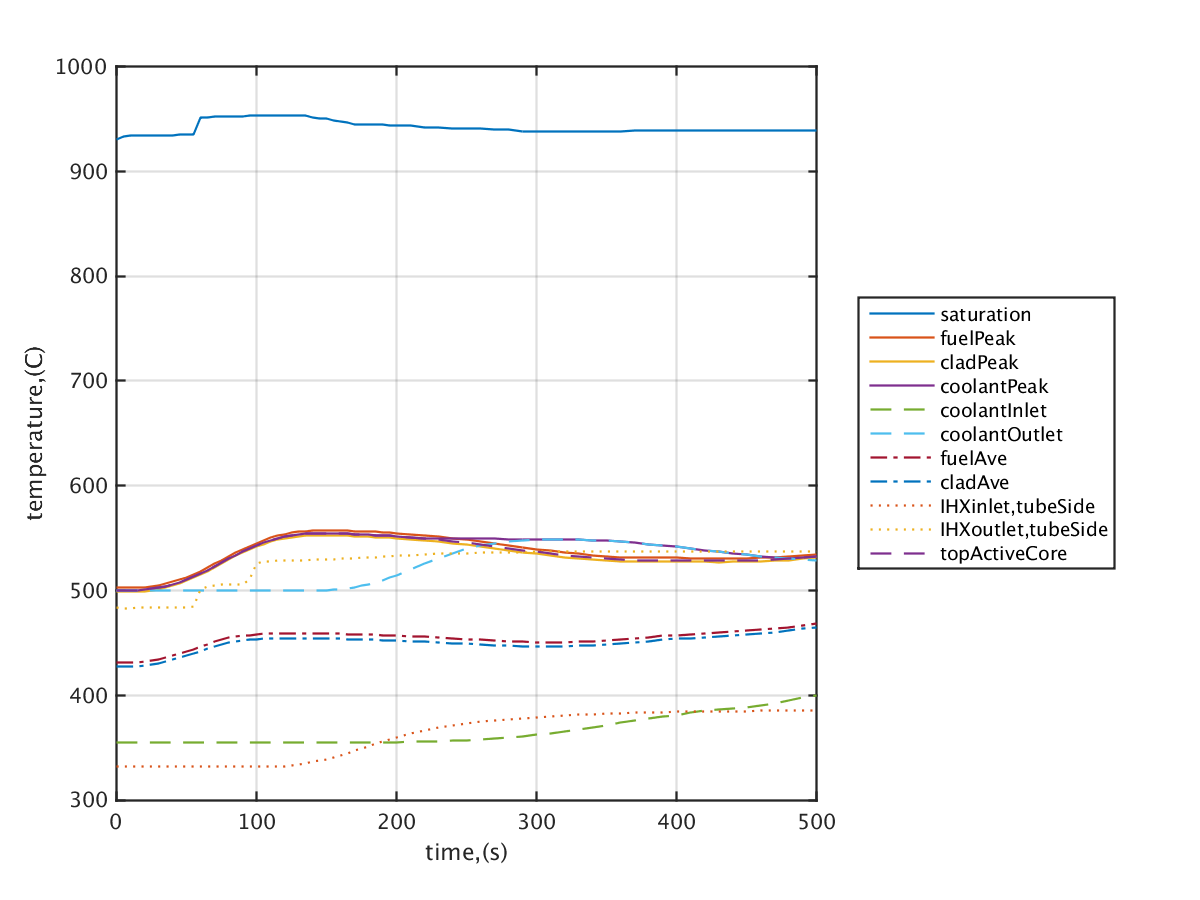 1000
900
800
700
600
500
400
300
temperature,(C)
0 100 200 300 400 500
time,(s)
saturation
fuelPeak
cladPeak
coolantPeak
coolantInlet
coolantOutlet
fuelAve
cladAve
IHXinlet,tubeSide
IHXoutlet,tubeSide
topActiveCore